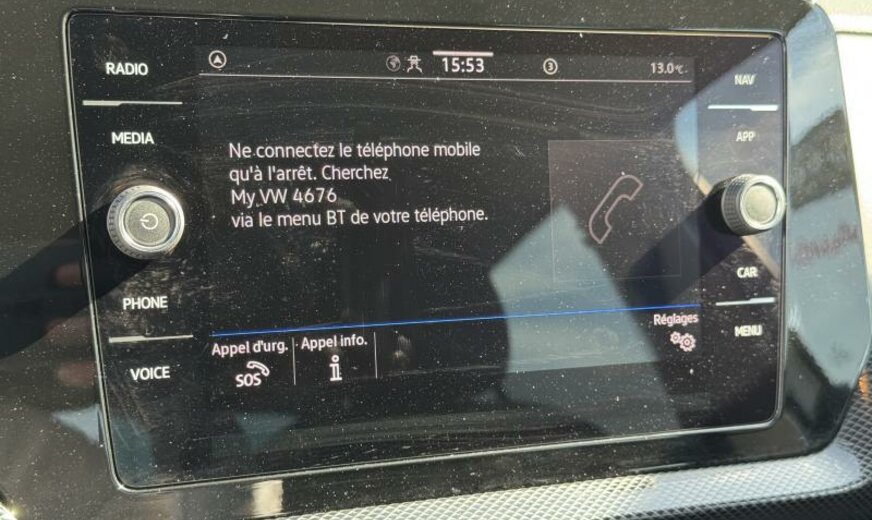 RADIO
MEDIA
PHONE
VOICE
15:53
3
13.0°C
Ne connectez le téléphone mobile
qu'à l'arrêt. Cherchez
My VW 4676
via le menu BT de votre téléphone.
Appel d'urg.
SOS
Appel info.
i
Réglages
NAV
APP
CAR
MENU